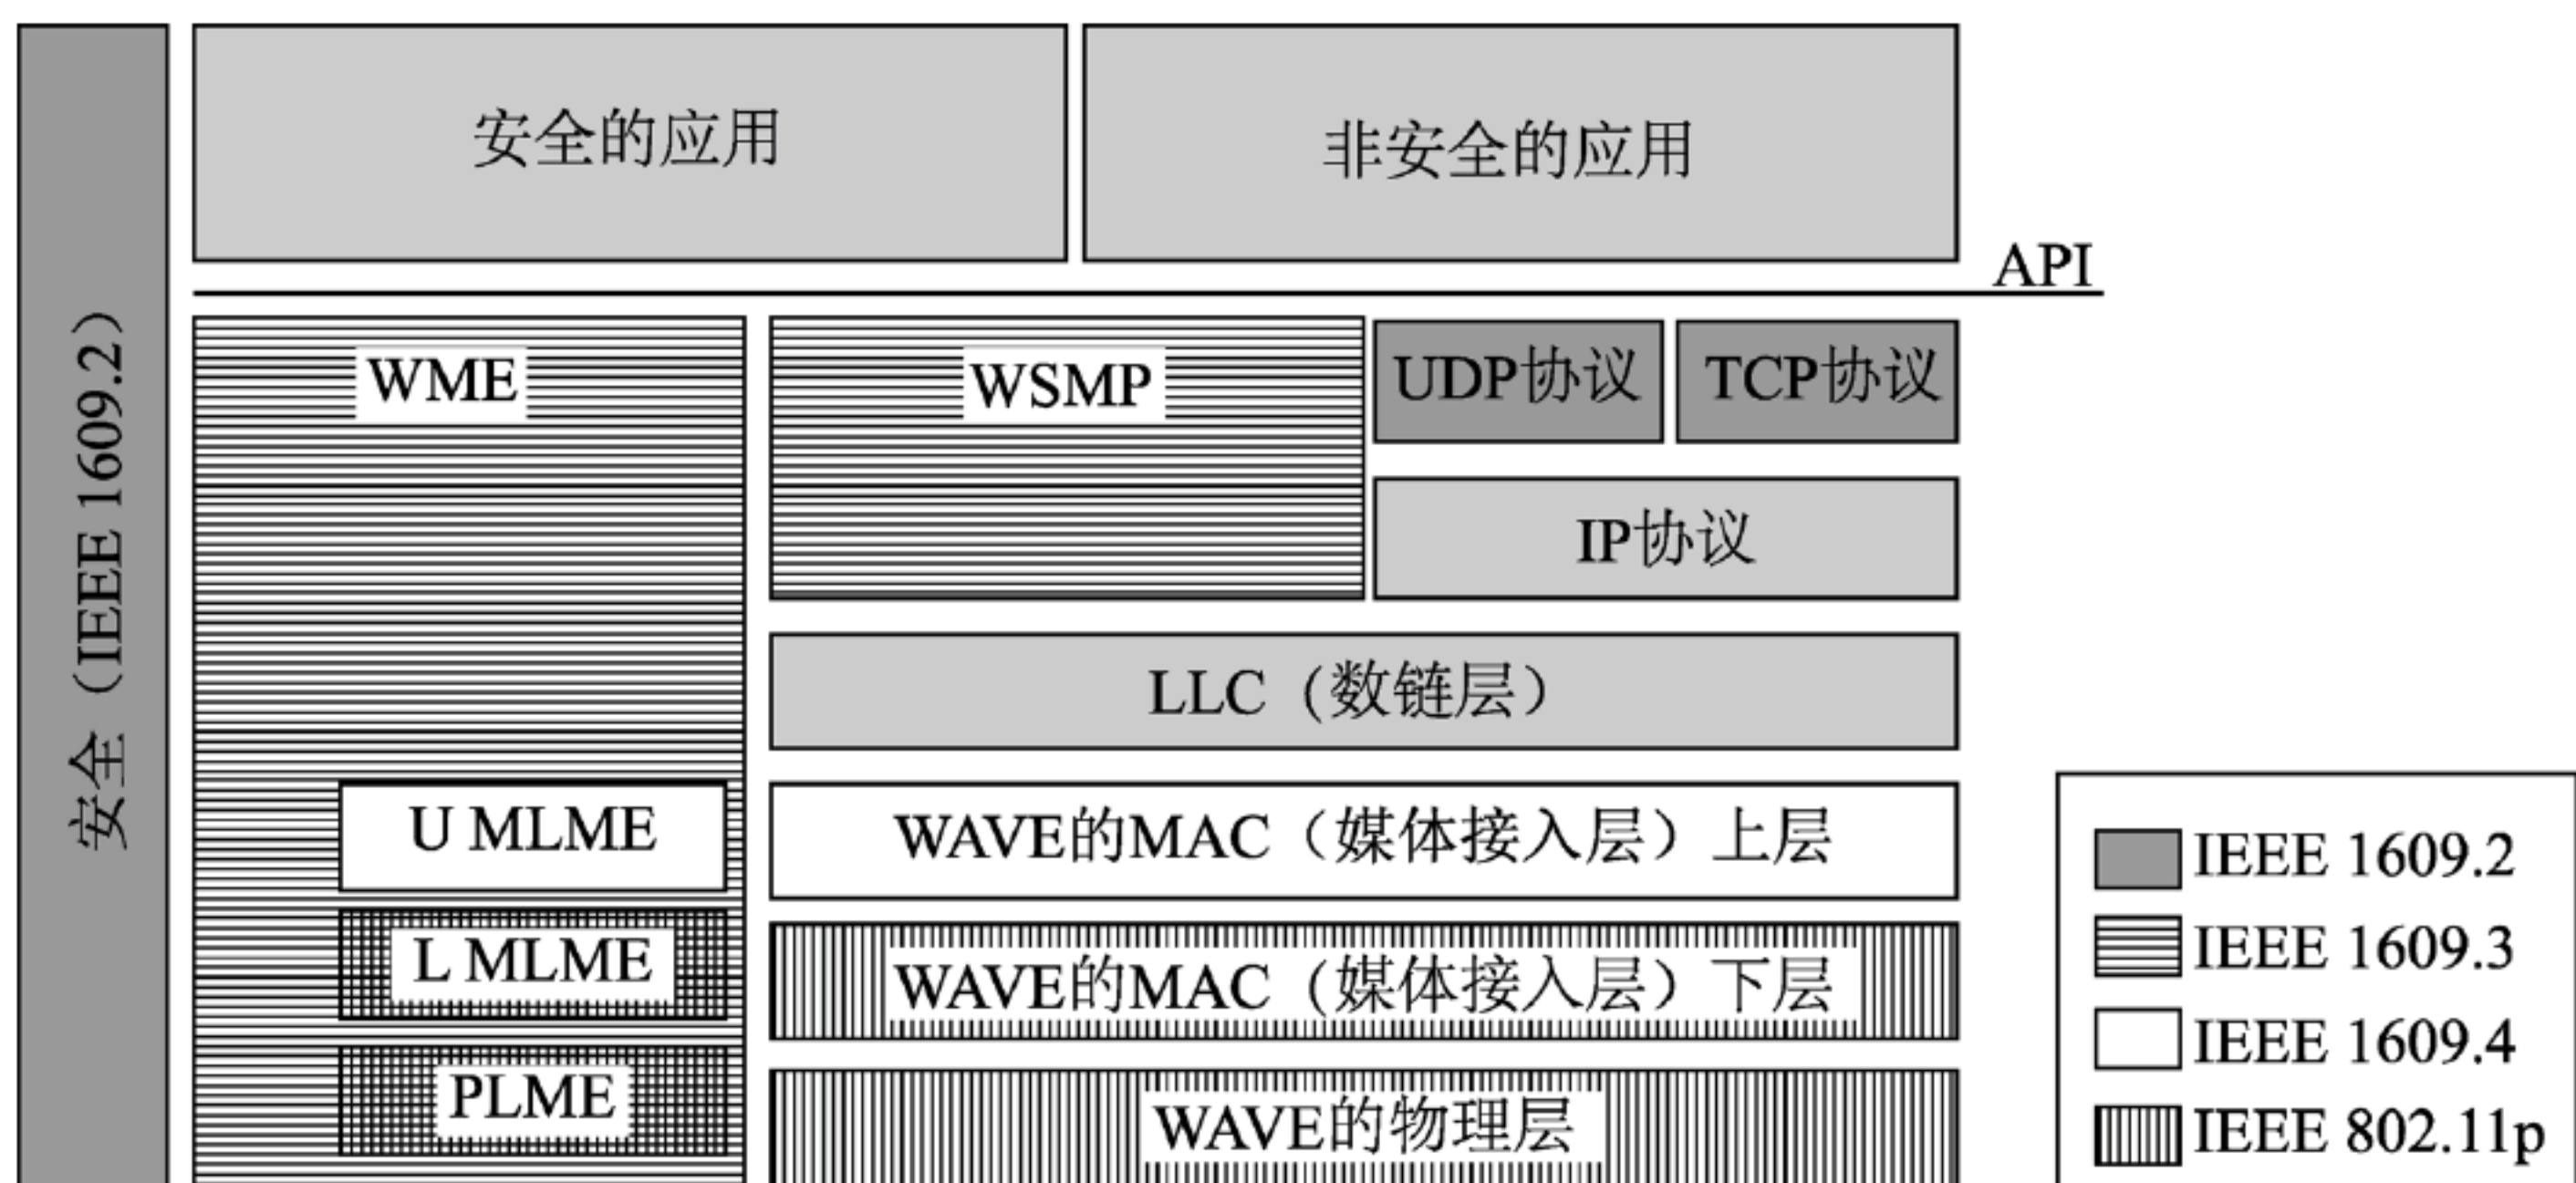 安全（IEEE 1609.2）
安全的应用
非安全的应用
API
WME
WSMP
UDP协议
TCP协议
IP协议
LLC（数链层）
U MLME
WAVE的MAC（媒体接入层）上层
L MLME
WAVE的MAC（媒体接入层）下层
PLME
WAVE的物理层
IEEE 1609.2
IEEE 1609.3
IEEE 1609.4
IEEE 802.11p